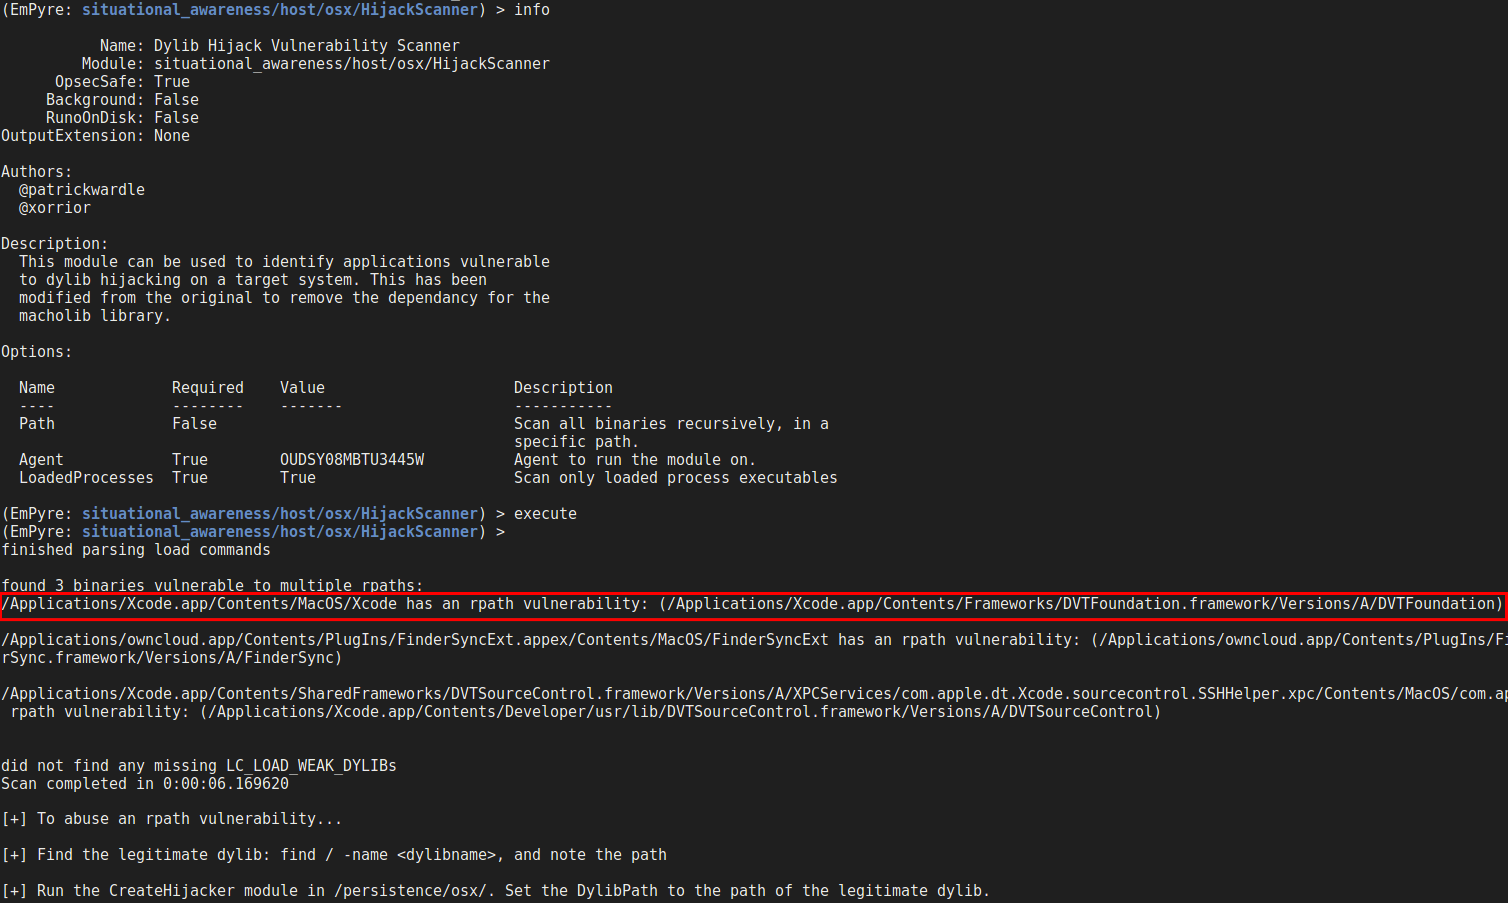 (EmPyre: situational_awareness/host/osx/HijackScanner) > info
Name: Dylib Hijack Vulnerability Scanner
Module: situational_awareness/host/osx/HijackScanner
OpsecSafe: True
Background: False
RunoOnDisk: False
OutputExtension: None
Authors:
@patrickwardle
@xorrior
Description:
This module can be used to identify applications vulnerable
to dylib hijacking on a target system. This has been
modified from the original to remove the dependancy for the
macholib library.
Options:
Name Required Value Description
---- -------- ------- -----------
Path False Scan all binaries recursively, in a
specific path.
Agent True OUDSY08MBTU3445W Agent to run the module on.
LoadedProcesses True True Scan only loaded process executables
(EmPyre: situational_awareness/host/osx/HijackScanner) > execute
(EmPyre: situational_awareness/host/osx/HijackScanner) >
finished parsing load commands
found 3 binaries vulnerable to multiple rpaths:
/Applications/Xcode.app/Contents/MacOS/Xcode has an rpath vulnerability: (/Applications/Xcode.app/Contents/Frameworks/DVTFoundation.framework/Versions/A/DVTFoundation)
/Applications/owncloud.app/Contents/PlugIns/FinderSyncExt.appex/Contents/MacOS/FinderSyncExt has an rpath vulnerability: (/Applications/owncloud.app/Contents/PlugIns/Fi
rSync.framework/Versions/A/FinderSync)
/Applications/Xcode.app/Contents/SharedFrameworks/DVTSourceControl.framework/Versions/A/XPCServices/com.apple.dt.Xcode.sourcecontrol.SSHHelper.xpc/Contents/MacOS/com.ap
rpath vulnerability: (/Applications/Xcode.app/Contents/Developer/usr/lib/DVTSourceControl.framework/Versions/A/DVTSourceControl)
did not find any missing LC_LOAD_WEAK_DYLIBs
Scan completed in 0:00:06.169620
[+] To abuse an rpath vulnerability...
[+] Find the legitimate dylib: find / -name <dylibname>, and note the path
[+] Run the CreateHijacker module in /persistence/osx/. Set the DylibPath to the path of the legitimate dylib.